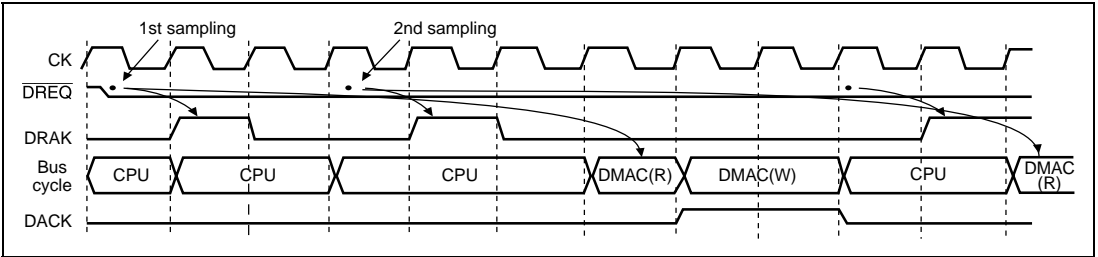 1st sampling 2nd sampling
CK
DREQ
DRAK
Bus cycle CPU CPU CPU DMAC(R) DMAC(W) CPU DMAC (R)
DACK